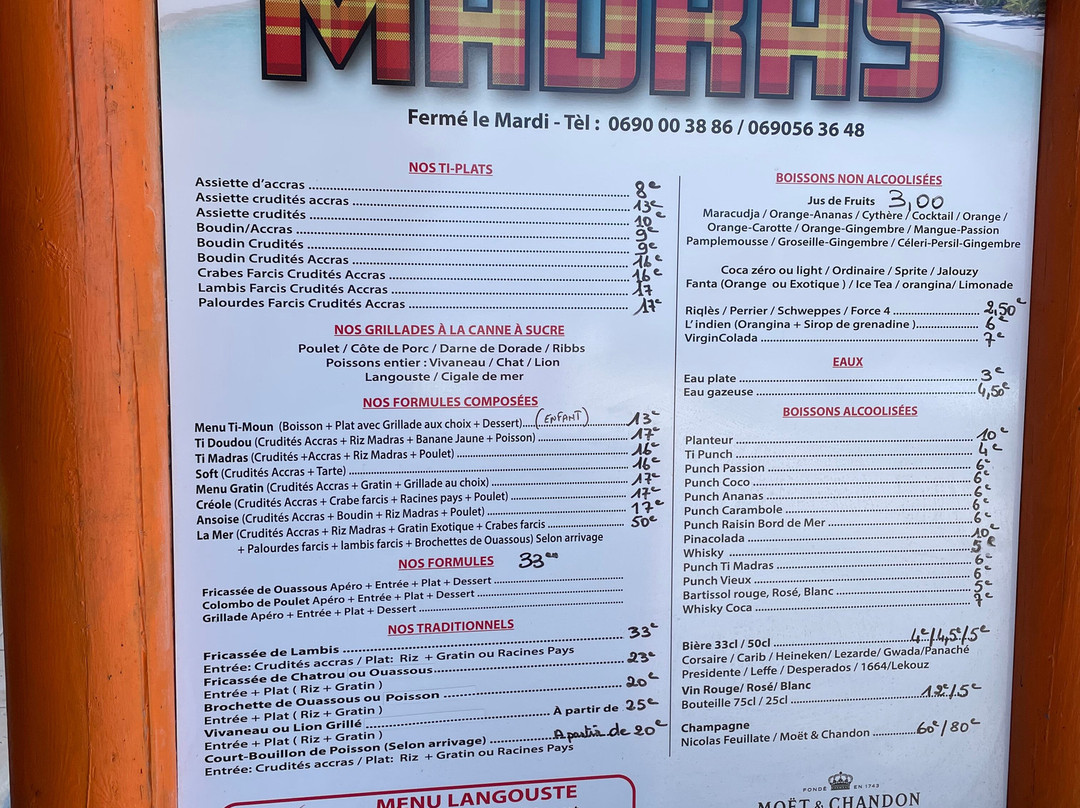 MADRAS
Fermé le Mardi - Tèl : 0690 00 38 86 / 069056 36 48
NOS TI-PLATS
Assiette d'accras ........ 8€
Assiette crudités accras ........ 13€
Assiette crudités ........ 10€
Boudin/Accras ........ 9€
Boudin Crudités ........ 9€
Boudin Crudités Accras ........ 16€
Crabes Farcis Crudités Accras ........ 16€
Lambis Farcis Crudités Accras ........ 17
Palourdes Farcis Crudités Accras ........ 17€
NOS GRILLADES À LA CANNE À SUCRE
Poulet / Côte de Porc / Darne de Dorade / Ribbs
Poissons entier : Vivaneau / Chat / Lion
Langouste / Cigale de mer
NOS FORMULES COMPOSÉES
Menu Ti-Moun (Boisson + Plat avec Grillade aux choix + Dessert)....(ENFANT)........ 13€
Ti Doudou (Crudités Accras + Riz Madras + Banane Jaune + Poisson) ........ 17€
Ti Madras (Crudités +Accras + Riz Madras + Poulet) ........ 16€
Soft (Crudités Accras + Tarte) ........ 16€
Menu Gratin (Crudités Accras + Gratin + Grillade au choix) ........ 17€
Créole (Crudités Accras + Crabe farcis + Racines pays + Poulet) ........ 17€
Ansoise (Crudités Accras + Boudin + Riz Madras + Poulet) ........ 17€
La Mer (Crudités Accras + Riz Madras + Gratin Exotique + Crabes farcis ........ 50€
+ Palourdes farcis + lambis farcis + Brochettes de Ouassous) Selon arrivage
NOS FORMULES 33
Fricassée de Ouassous Apéro + Entrée + Plat + Dessert ........
Colombo de Poulet Apéro + Entrée + Plat + Dessert ........
Grillade Apéro + Entrée + Plat + Dessert ........
NOS TRADITIONNELS
Fricassée de Lambis ........ 33€
Entrée: Crudités accras / Plat: Riz + Gratin ou Racines Pays
Fricassée de Chatrou ou Ouassous........ 23€
Entrée + Plat ( Riz + Gratin )
Brochette de Ouassous ou Poisson ........ 20€
Entrée + Plat ( Riz + Gratin )
Vivaneau ou Lion Grillé ........ À partir de 25€
Entrée + Plat ( Riz + Gratin )
Court-Bouillon de Poisson (Selon arrivage) ........ A partir de 20€
Entrée: Crudités accras / Plat: Riz + Gratin ou Racines Pays
MENU LANGOUSTE
BOISSONS NON ALCOOLISÉES
Jus de Fruits 3,00
Maracudja / Orange-Ananas / Cythère / Cocktail / Orange /
Orange-Carotte / Orange-Gingembre / Mangue-Passion
Pamplemousse / Groseille-Gingembre / Céleri-Persil-Gingembre
Coca zéro ou light / Ordinaire / Sprite / Jalouzy
Fanta (Orange ou Exotique ) / Ice Tea / orangina/ Limonade
Riqlès / Perrier / Schweppes / Force 4 ........ 2,50€
L'indien (Orangina + Sirop de grenadine )........ 6€
VirginColada ........ 7€
EAUX
Eau plate ........ 3€
Eau gazeuse ........ 4,50€
BOISSONS ALCOOLISÉES
Planteur ........ 10€
Ti Punch ........ 4€
Punch Passion ........ 6€
Punch Coco ........ 6€
Punch Ananas ........ 6€
Punch Carambole ........ 6€
Punch Raisin Bord de Mer ........ 6€
Pinacolada ........ 10€
Whisky ........ 5€
Punch Ti Madras ........ 6€
Punch Vieux ........ 6€
Bartissol rouge, Rosé, Blanc ........ 5€
Whisky Coca ........ 7€
Bière 33cl / 50cl ........ 4€/4,5€/5€
Corsaire / Carib / Heineken/ Lezarde/ Gwada/Panaché
Presidente / Leffe / Desperados / 1664/Lekouz
Vin Rouge/ Rosé/ Blanc
Bouteille 75cl / 25cl ........ 12€/5€
Champagne
Nicolas Feuillate / Moët & Chandon ........ 60€/80€
FONDÉ EN 1743
MOËT & CHANDON